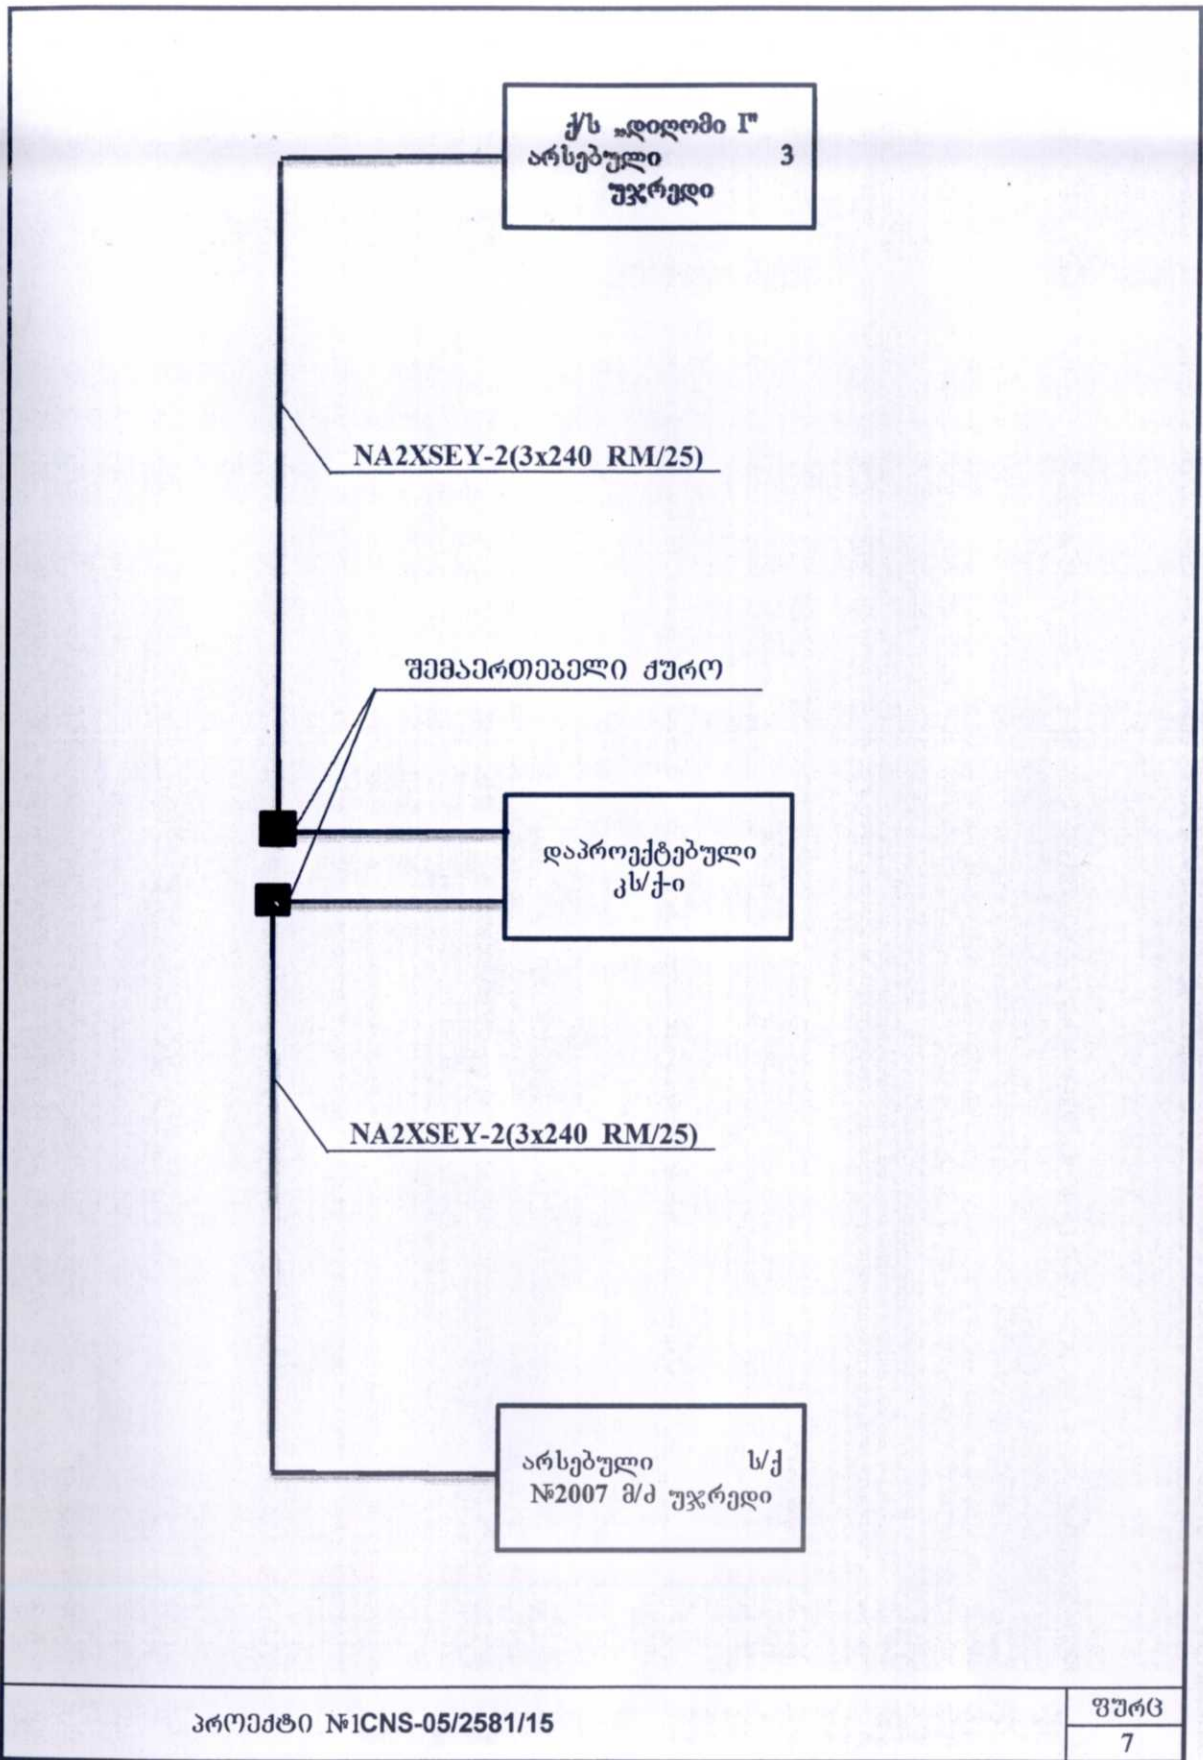 ქ/ს „დიღომი I"
არსებული 3
უჯრედი
NA2XSEY-2(3x240 RM/25)
შემაერთებელი ქურო
დაპროექტებული
კს/ქ-ი
NA2XSEY-2(3x240 RM/25)
არსებული ს/ქ
№2007 მ/ძ უჯრედი
პროექტი №1CNS-05/2581/15
ფურც
7